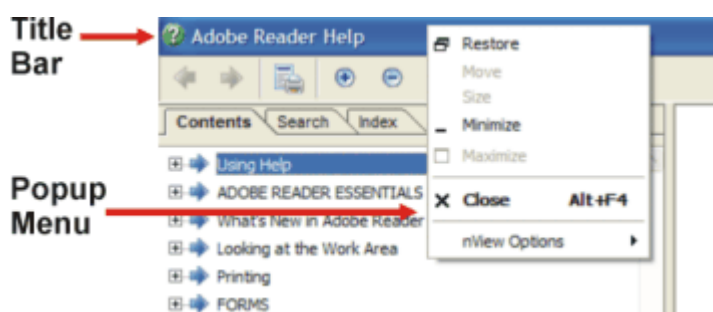 Title Bar
Adobe Reader Help
Contents Search Index
Using Help
ADOBE READER ESSENTIALS
What's New in Adobe Reader
Looking at the Work Area
Printing
FORMS
Popup Menu
Restore
Move
Size
Minimize
Maximize
Close Alt+F4
nView Options